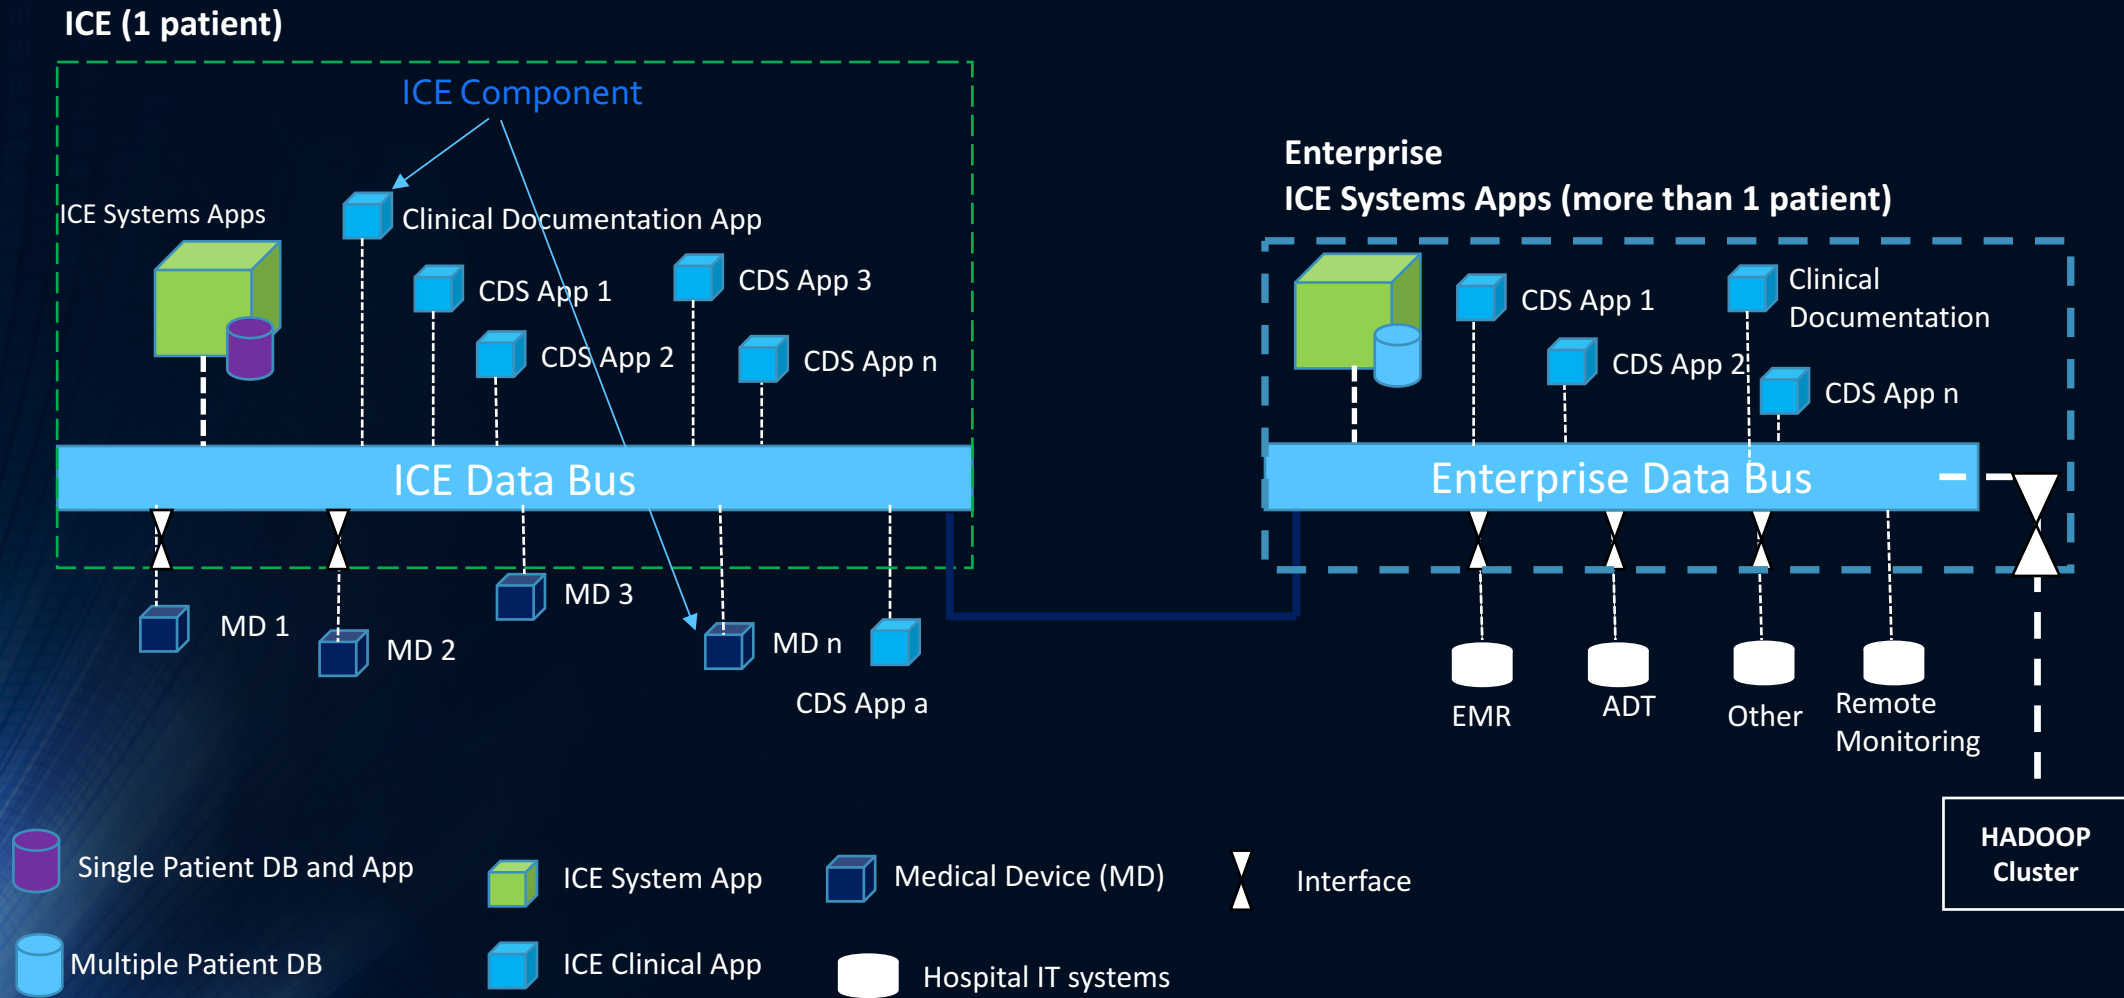 ICE (1 patient)
ICE Component
ICE Systems Apps
Clinical Documentation App
CDS App 1
CDS App 3
CDS App 2
CDS App n
ICE Data Bus
MD 1
MD 2
MD 3
MD n
CDS App a
Enterprise
ICE Systems Apps (more than 1 patient)
CDS App 1
Clinical
Documentation
CDS App 2
CDS App n
Enterprise Data Bus
EMR
ADT
Other
Remote
Monitoring
HADOOP
Cluster
Single Patient DB and App
ICE System App
Medical Device (MD)
Interface
Multiple Patient DB
ICE Clinical App
Hospital IT systems